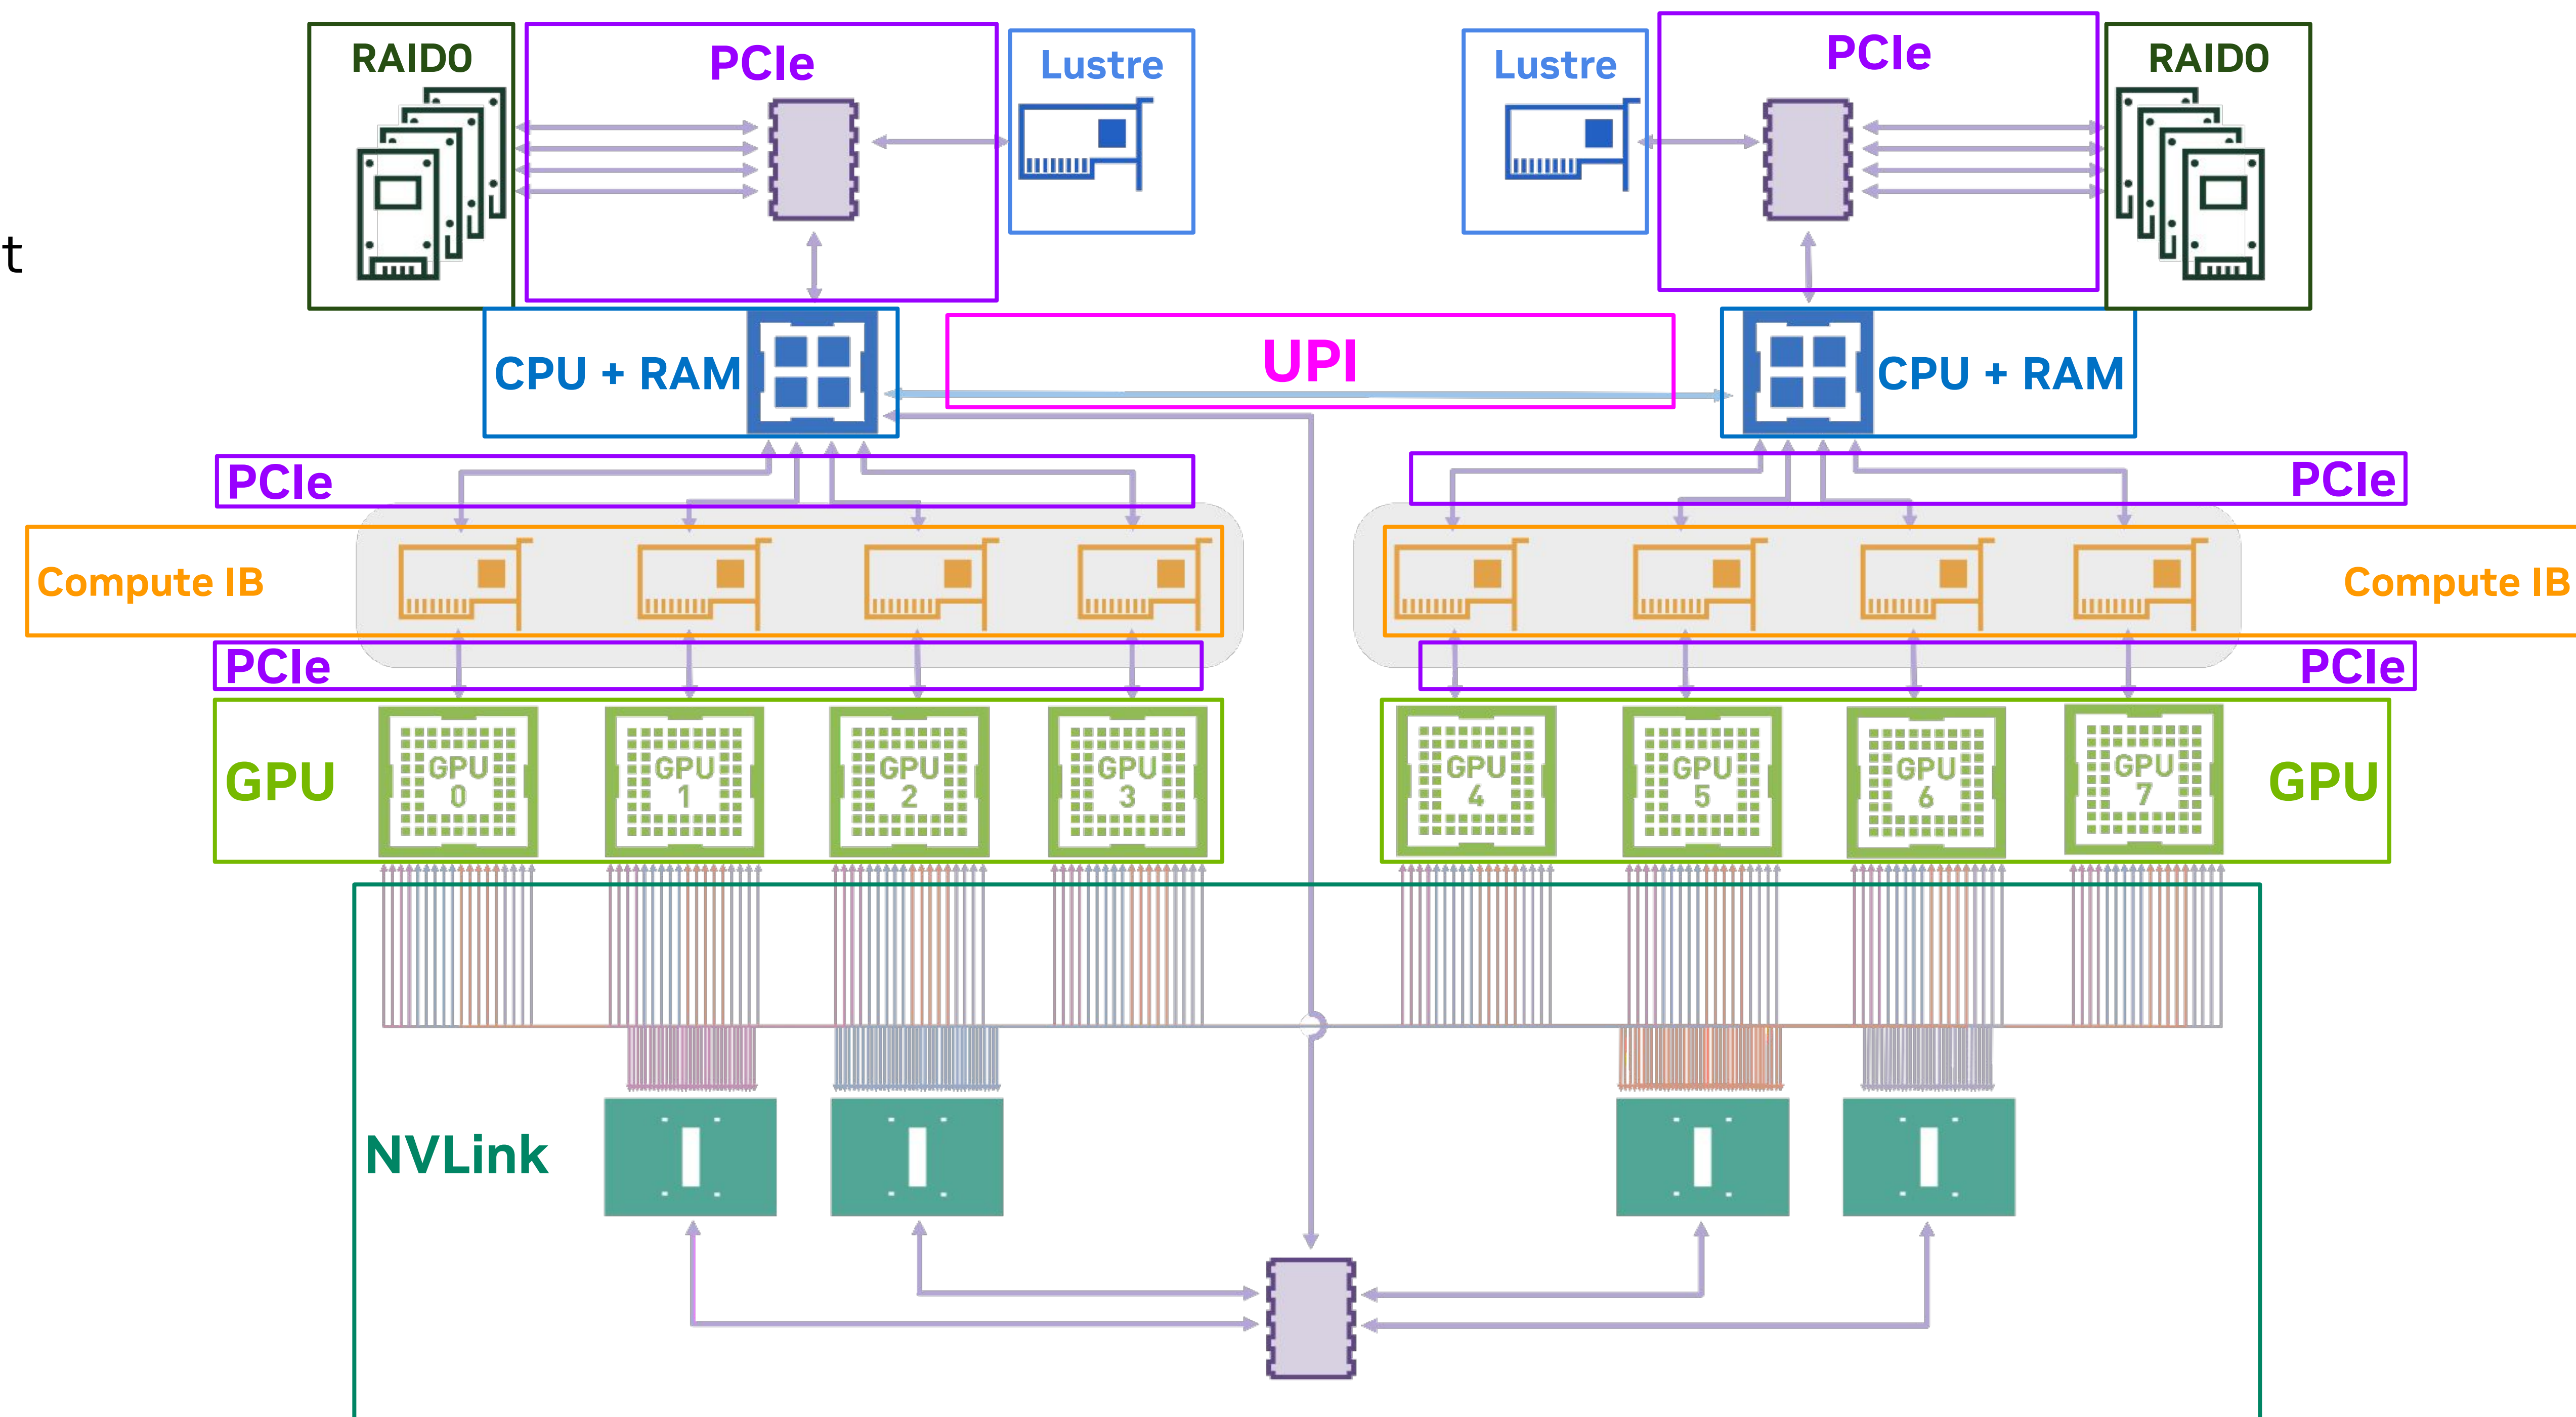 RAID0
PCIe
Lustre
Lustre
PCIe
RAID0
t
CPU + RAM
UPI
CPU + RAM
PCIe
PCIe
Compute IB
Compute IB
PCIe
PCIe
GPU
GPU
0
GPU
1
GPU
2
GPU
3
GPU
4
GPU
5
GPU
6
GPU
7
GPU
NVLink